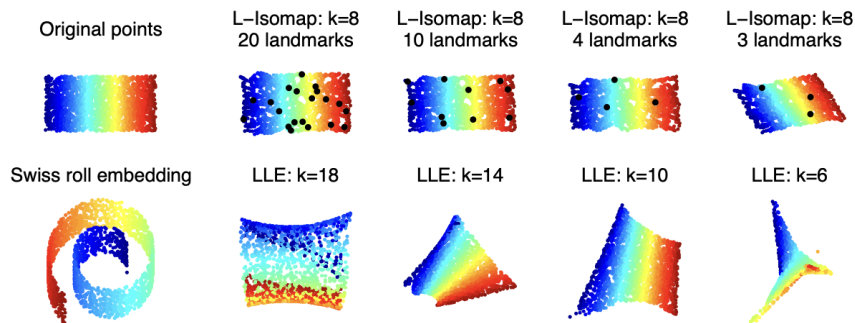 Original points
L-Isomap: k=8
20 landmarks
L-Isomap: k=8
10 landmarks
L-Isomap: k=8
4 landmarks
L-Isomap: k=8
3 landmarks
Swiss roll embedding
LLE: k=18
LLE: k=14
LLE: k=10
LLE: k=6